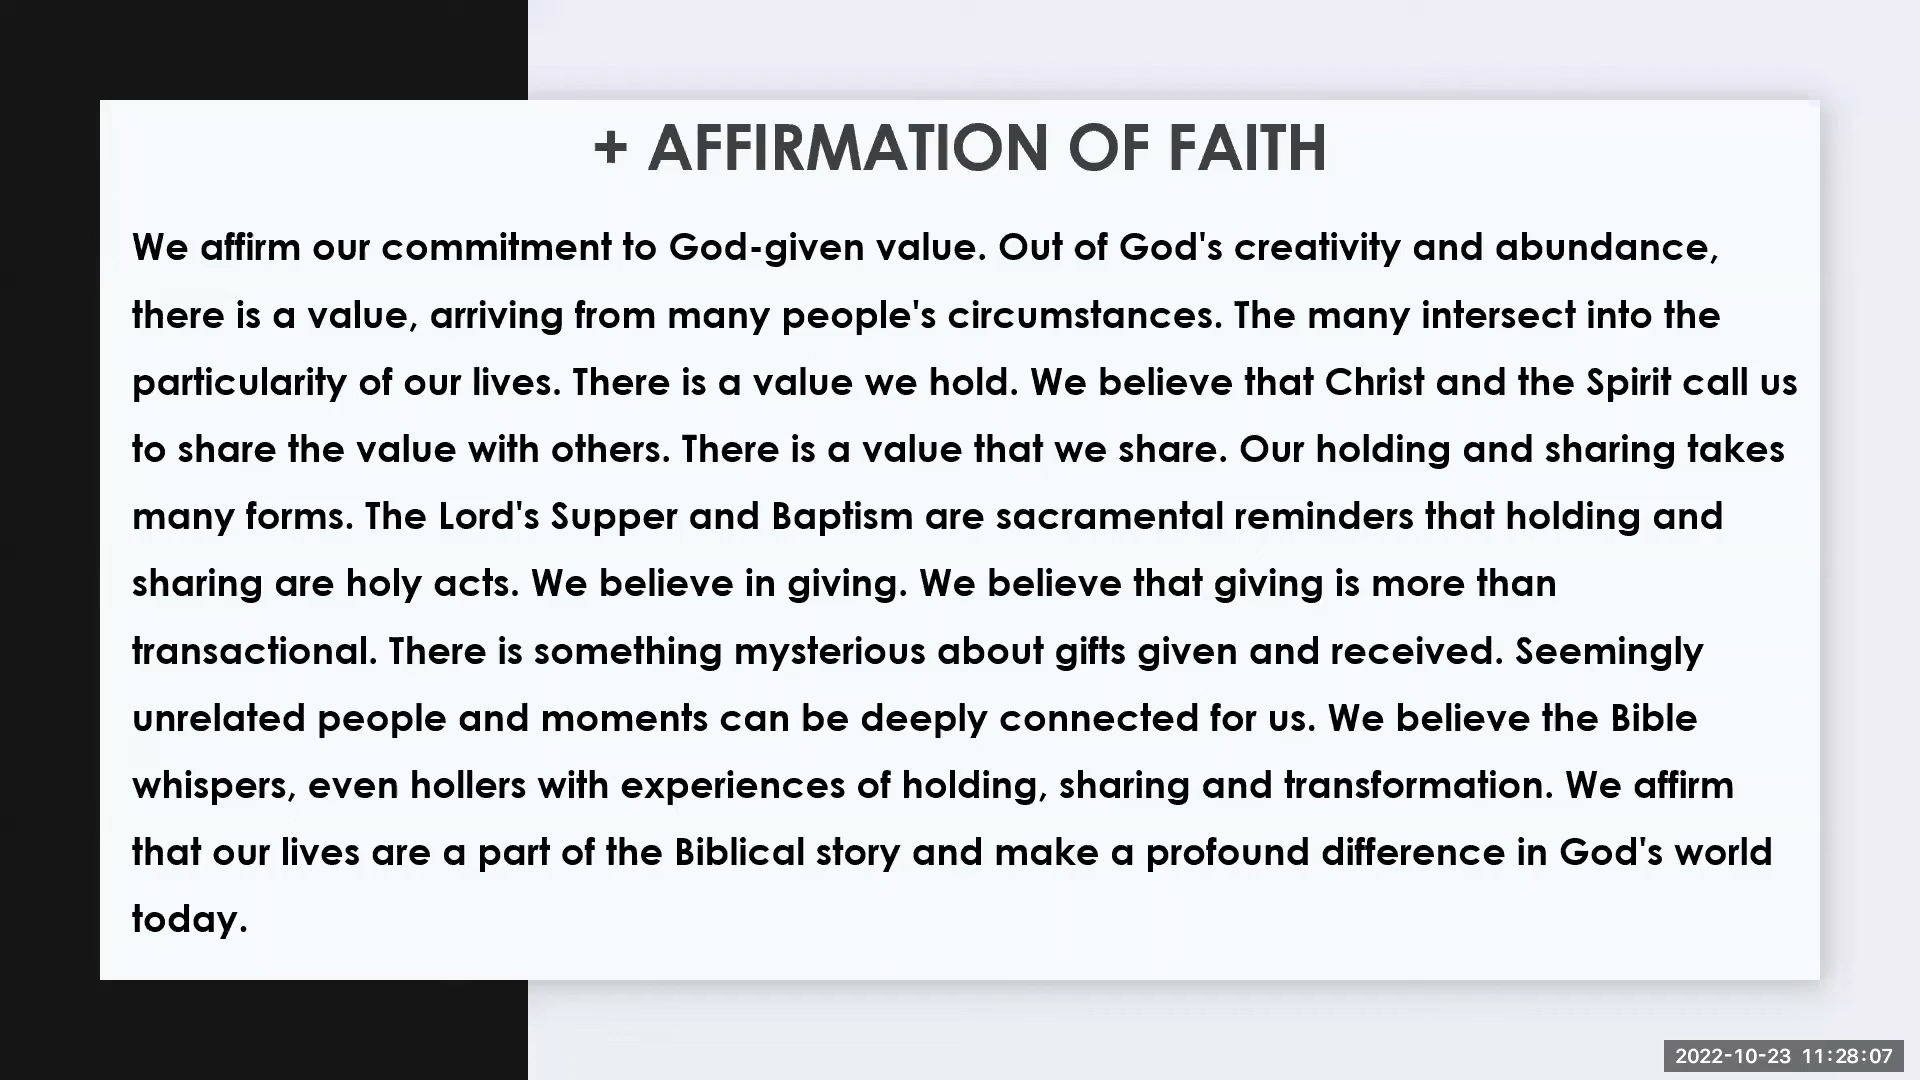 + AFFIRMATION OF FAITH
We affirm our commitment to God-given value. Out of God's creativity and abundance,
there is a value, arriving from many people's circumstances. The many intersect into the
particularity of our lives. There is a value we hold. We believe that Christ and the Spirit call us
to share the value with others. There is a value that we share. Our holding and sharing takes
many forms. The Lord's Supper and Baptism are sacramental reminders that holding and
sharing are holy acts. We believe in giving. We believe that giving is more than
transactional. There is something mysterious about gifts given and received. Seemingly
unrelated people and moments can be deeply connected for us. We believe the Bible
whispers, even hollers with experiences of holding, sharing and transformation. We affirm
that our lives are a part of the Biblical story and make a profound difference in God's world
today.
2022-10-23 11:28:07